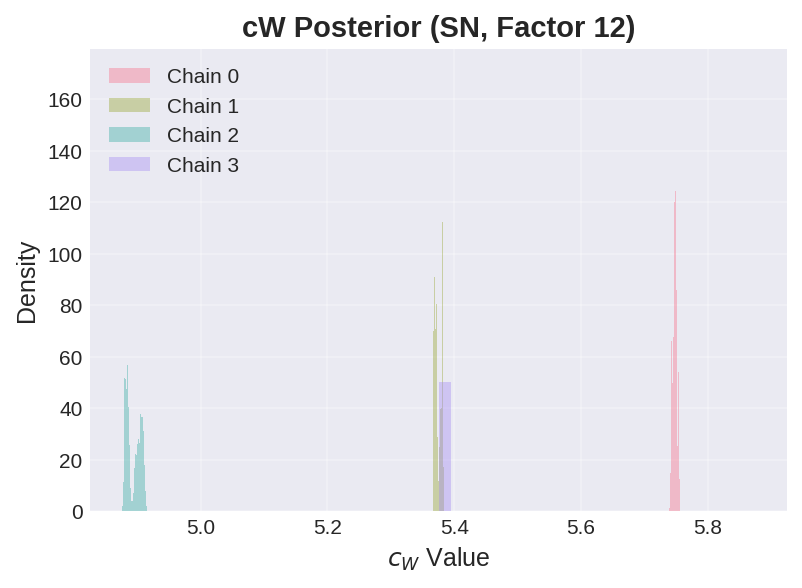 cW Posterior (SN, Factor 12)
Chain 0
Chain 1
Chain 2
Chain 3
160
140
120
100
80
60
40
20
0
Density
5.0 5.2 5.4 5.6 5.8
c_W Value